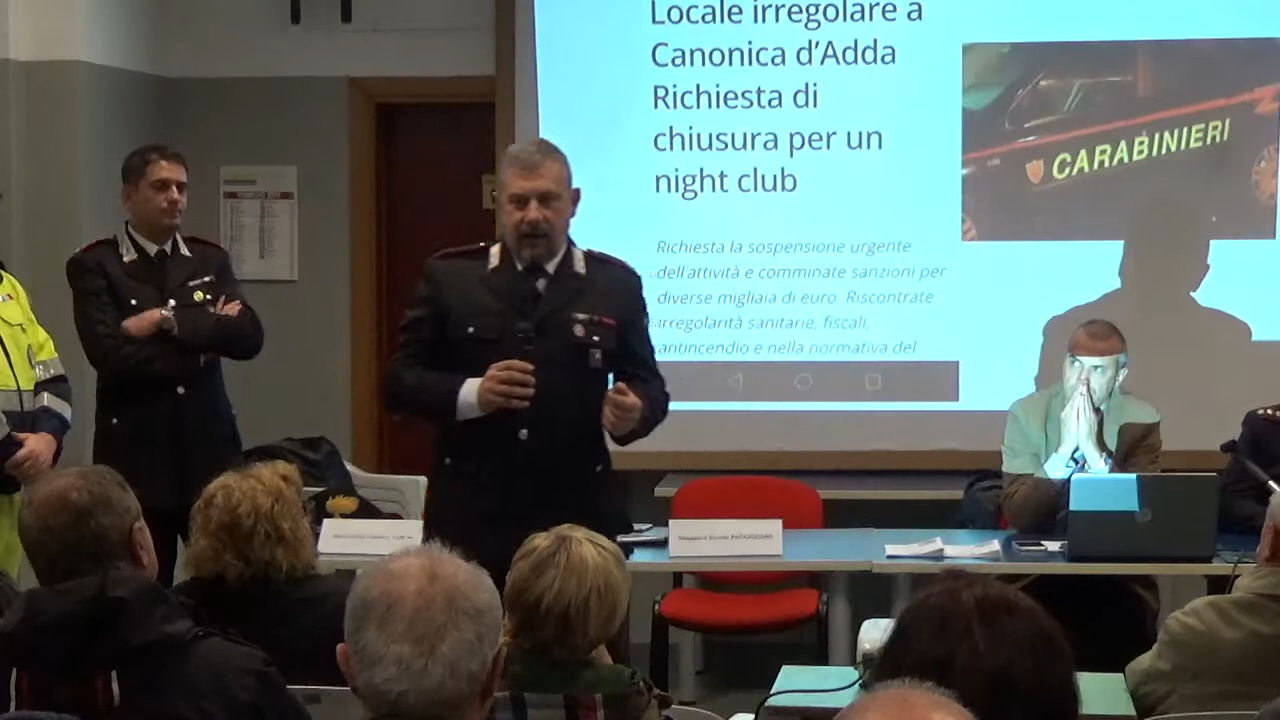 Locale irregolare a
Canonica d'Adda
Richiesta di
chiusura per un
night club
Richiesta la sospensione urgente
dell'attività e comminate sanzioni per
diverse migliaia di euro. Riscontrate
irregolarità sanitarie, fiscali,
antincendio e nella normativa del
CARABINIERI